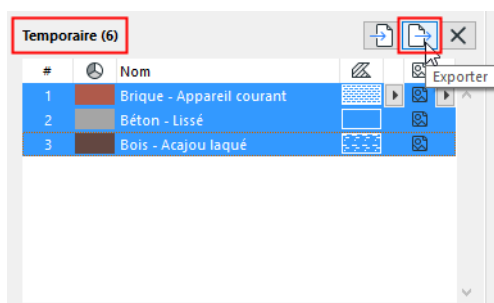 Temporaire (6)
Exporter
# Nom
1 Brique - Appareil courant
2 Béton - Lissé
3 Bois - Acajou laqué